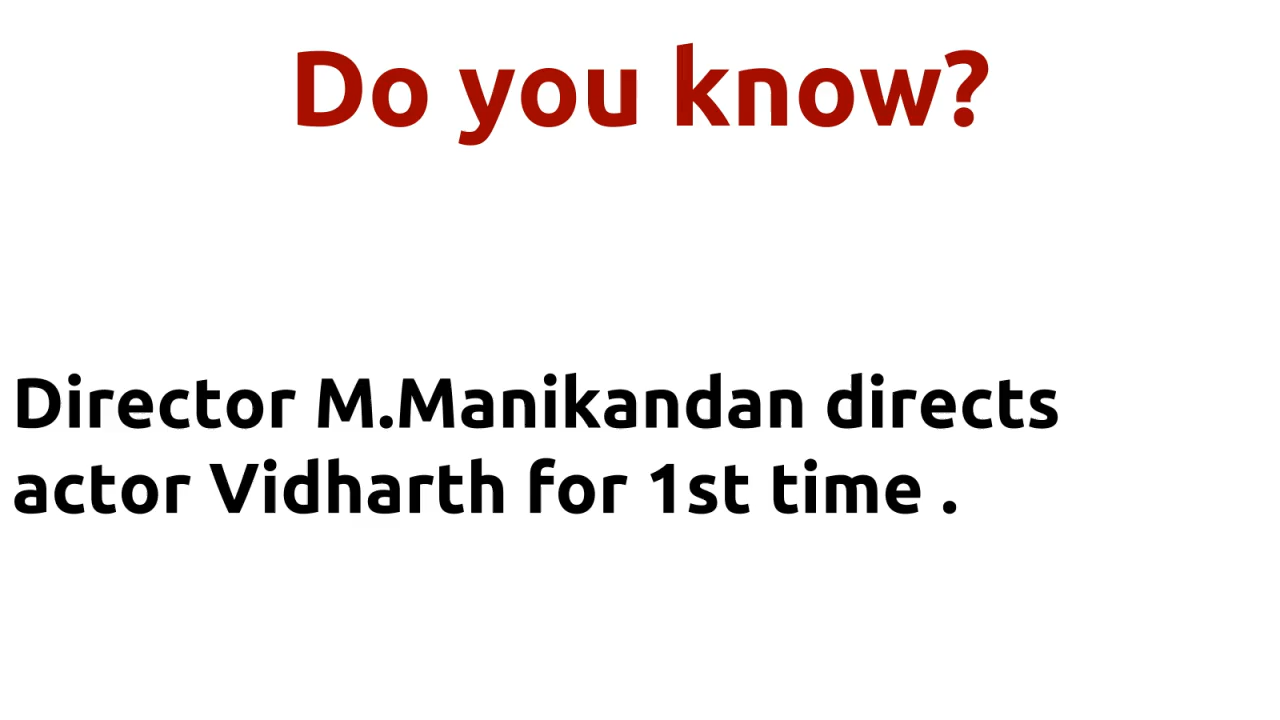 Do you know?
Director M.Manikandan directs
actor Vidharth for 1st time .